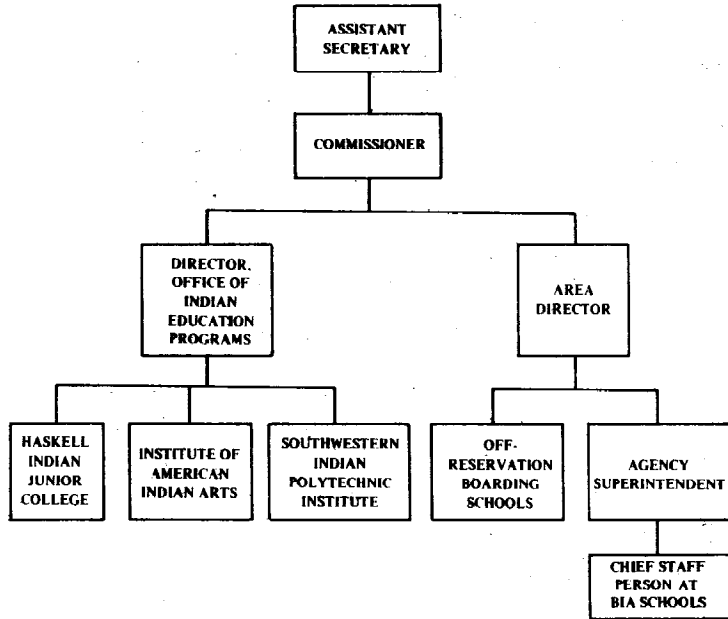 ASSISTANT
SECRETARY
COMMISSIONER
DIRECTOR,
OFFICE OF
INDIAN
EDUCATION
PROGRAMS
AREA
DIRECTOR
HASKELL
INDIAN
JUNIOR
COLLEGE
INSTITUTE OF
AMERICAN
INDIAN ARTS
SOUTHWESTERN
INDIAN
POLYTECHNIC
INSTITUTE
OFF-
RESERVATION
BOARDING
SCHOOLS
AGENCY
SUPERINTENDENT
CHIEF STAFF
PERSON AT
BIA SCHOOLS